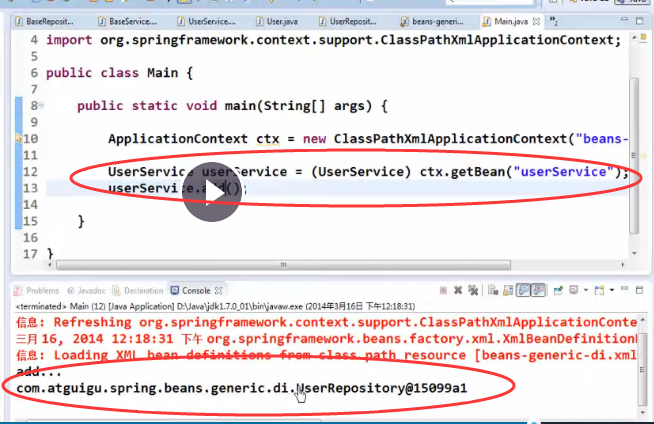 BaseReposit... BaseService.... UserService.... User.java UserReposit... beans-generi... Main.java
4 import org.springframework.context.support.ClassPathXmlApplicationContext;
5
6 public class Main {
7
8 public static void main(String[] args) {
9
10 ApplicationContext ctx = new ClassPathXmlApplicationContext("beans-
11
12 UserService userService = (UserService) ctx.getBean("userService");
13 userService.add();
14
15 }
16
17 }
Problems @ Javadoc Declaration Console
<terminated> Main (12) [Java Application] D:\Java\jdk1.7.0_01\bin\javaw.exe (2014年3月16日 下午12:18:31)
信息: Refreshing org.springframework.context.support.ClassPathXmlApplicationConte
三月 16, 2014 12:18:31 下午 org.springframework.beans.factory.xml.XmlBeanDefinition
信息: Loading XML bean definitions from class path resource [beans-generic-di.xml
add...
com.atguigu.spring.beans.generic.di.UserRepository@15099a1